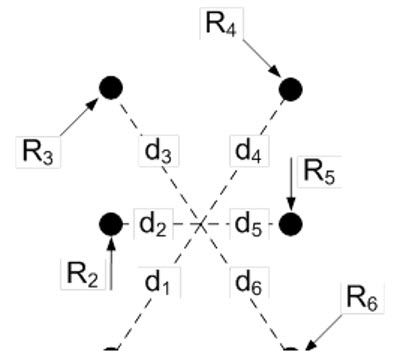 R₄
R₃
d₃
d₄
R₅
d₂
d₅
R₂
d₁
d₆
R₆